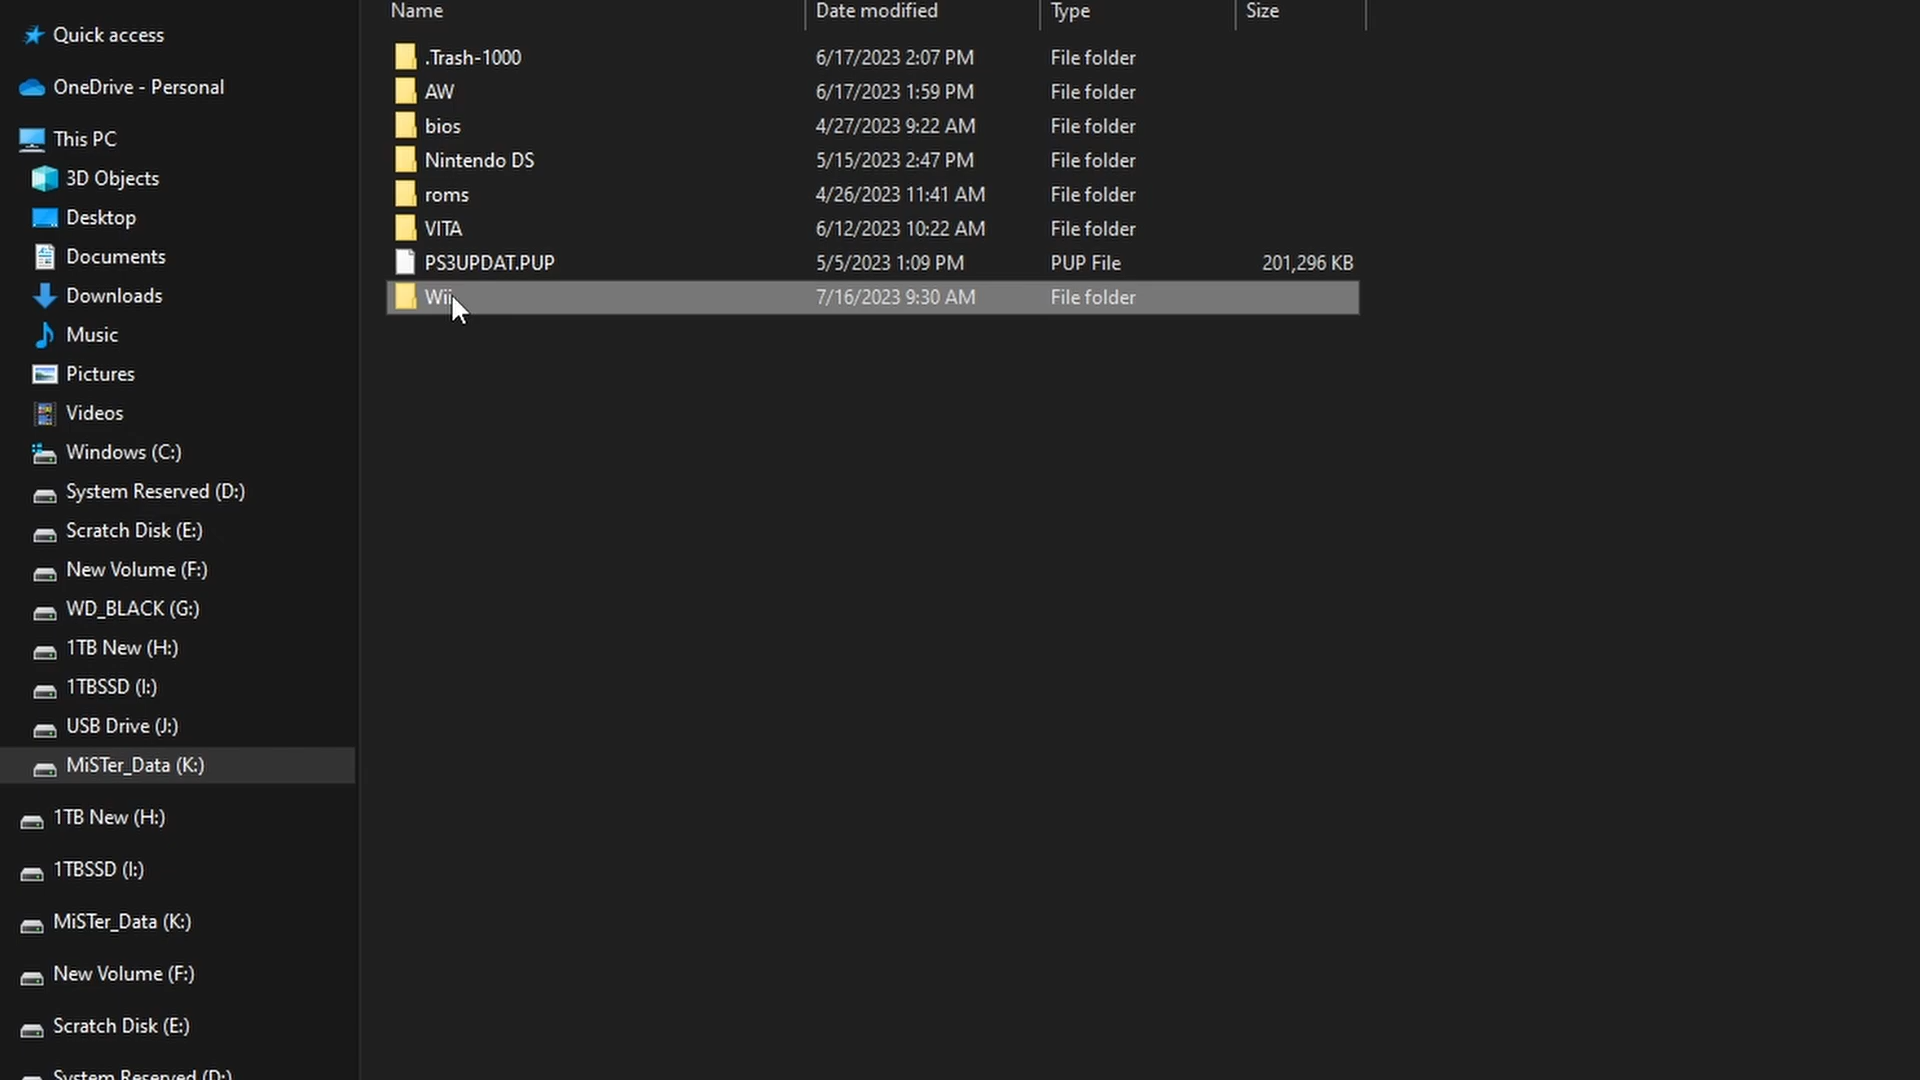 Name Date modified Type Size
Quick access
OneDrive - Personal
This PC
3D Objects
Desktop
Documents
Downloads
Music
Pictures
Videos
Windows (C:)
System Reserved (D:)
Scratch Disk (E:)
New Volume (F:)
WD_BLACK (G:)
1TB New (H:)
1TBSSD (I:)
USB Drive (J:)
MiSTer_Data (K:)
1TB New (H:)
1TBSSD (I:)
MiSTer_Data (K:)
New Volume (F:)
Scratch Disk (E:)
System Reserved (D:)
.Trash-1000 6/17/2023 2:07 PM File folder
AW 6/17/2023 1:59 PM File folder
bios 4/27/2023 9:22 AM File folder
Nintendo DS 5/15/2023 2:47 PM File folder
roms 4/26/2023 11:41 AM File folder
VITA 6/12/2023 10:22 AM File folder
PS3UPDAT.PUP 5/5/2023 1:09 PM PUP File 201,296 KB
Wii 7/16/2023 9:30 AM File folder